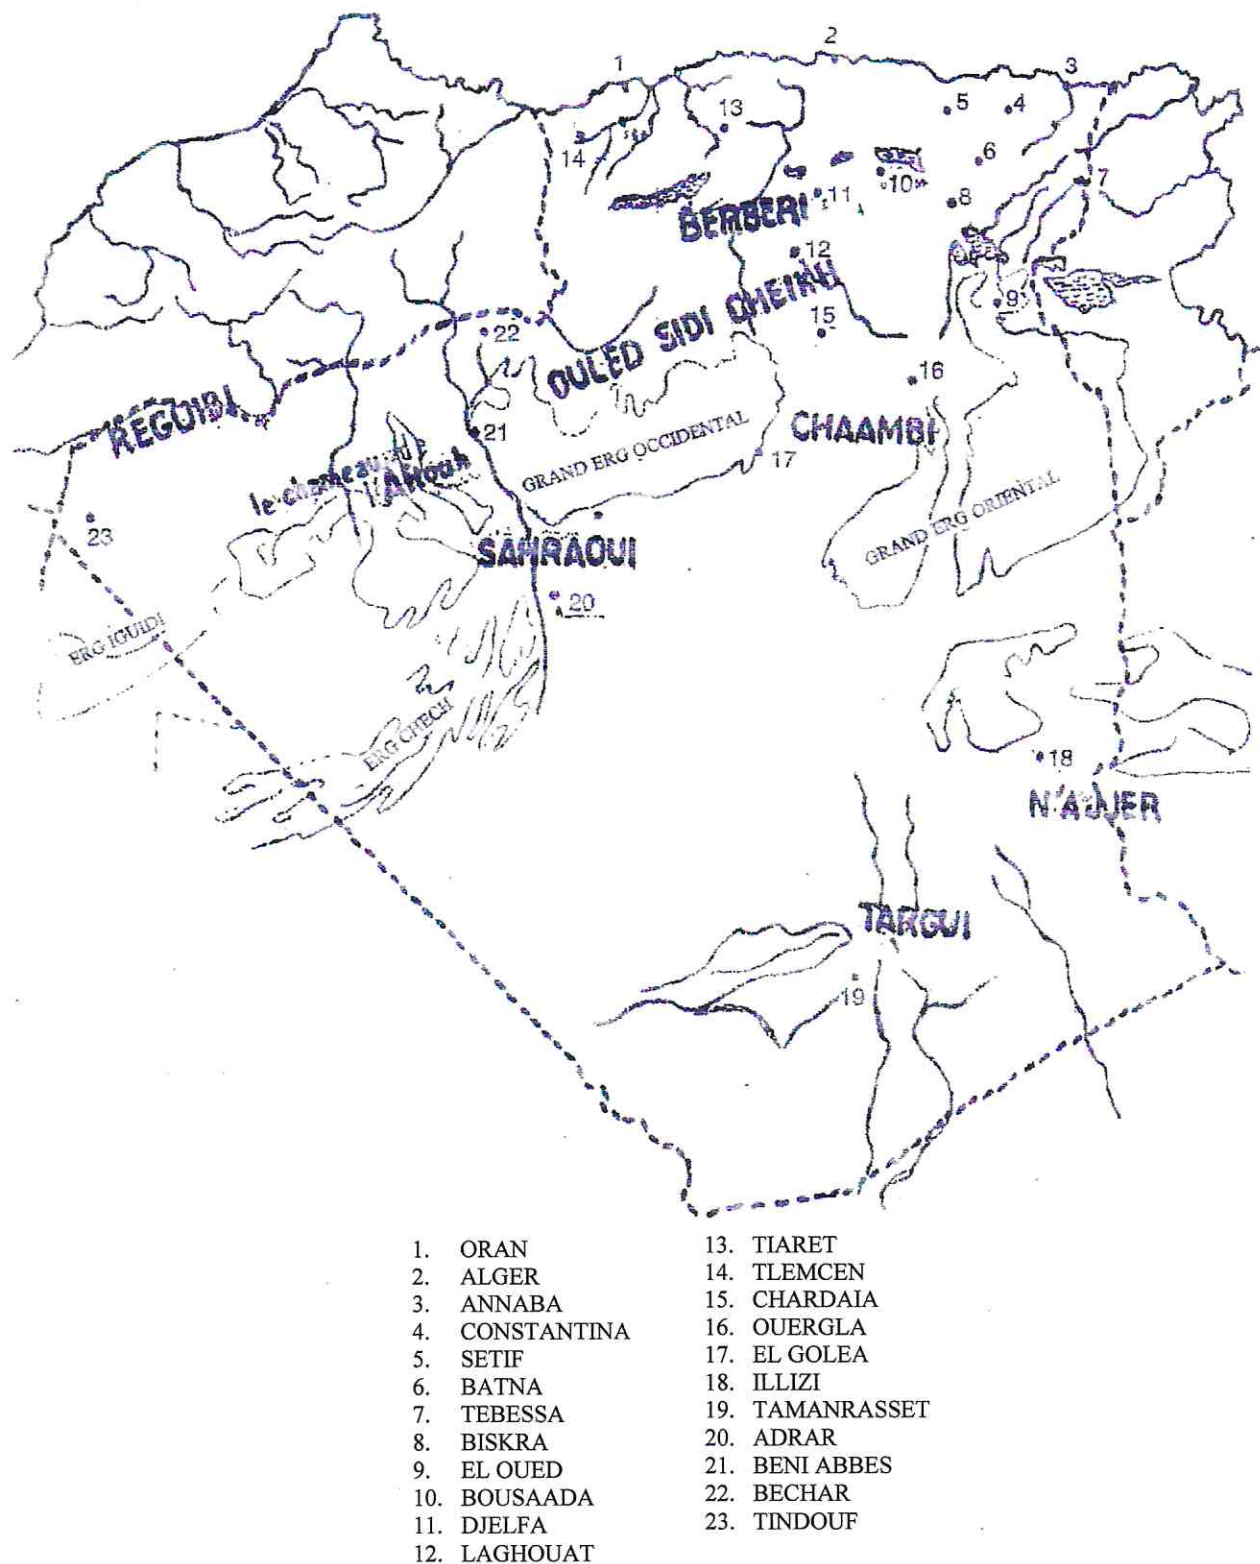 2
1
3
13
5
4
14
6
7
10
11
8
BERBERI
12
9
OULED SIDI CHEIKH
15
22
16
REGUIBI
CHAAMBI
21
GRAND ERG OCCIDENTAL
17
le chameau de
l'Aftouh
GRAND ERG ORIENTAL
23
SAHRAOUI
20
ERG IGUIDI
ERG CHECH
18
N'AJJER
TARGUI
19
1. ORAN
2. ALGER
3. ANNABA
4. CONSTANTINA
5. SETIF
6. BATNA
7. TEBESSA
8. BISKRA
9. EL OUED
10. BOUSAADA
11. DJELFA
12. LAGHOUAT
13. TIARET
14. TLEMCEN
15. CHARDAIA
16. OUERGLA
17. EL GOLEA
18. ILLIZI
19. TAMANRASSET
20. ADRAR
21. BENI ABBES
22. BECHAR
23. TINDOUF